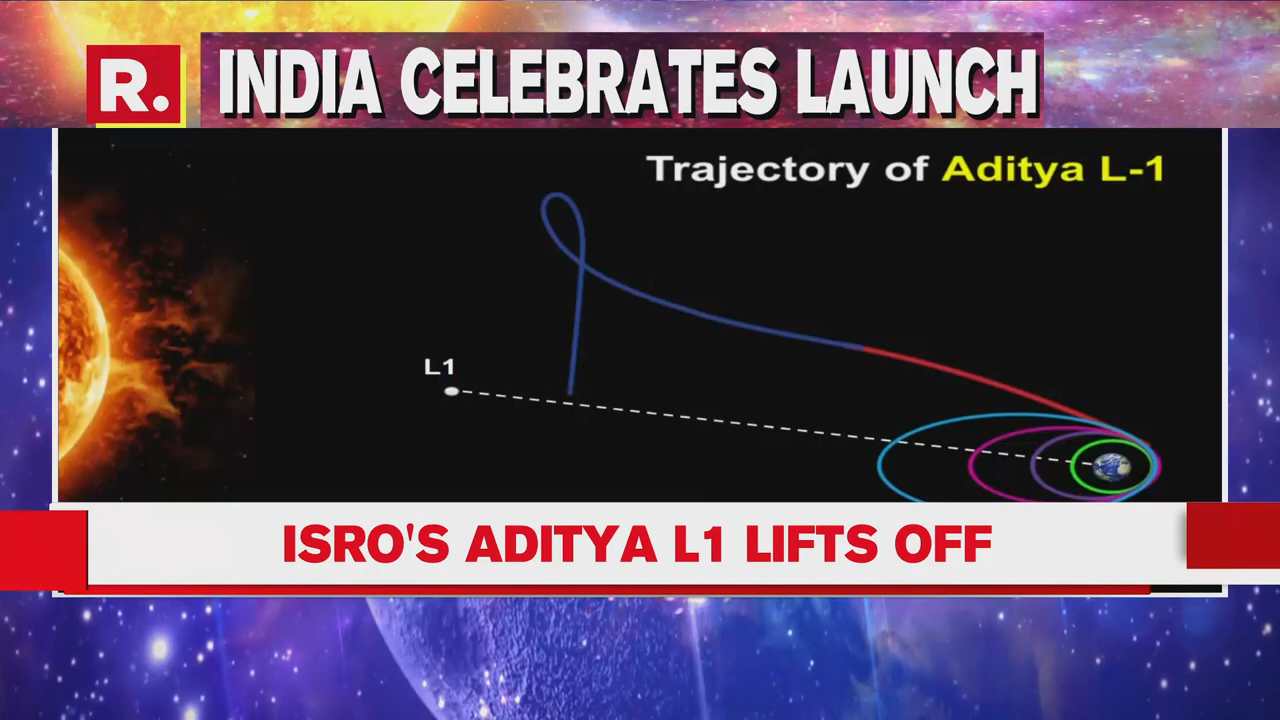 R.
INDIA CELEBRATES LAUNCH
Trajectory of Aditya L-1
L1
ISRO'S ADITYA L1 LIFTS OFF